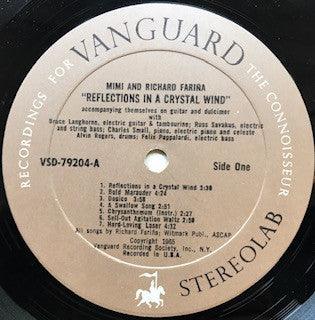 RECORDINGS FOR VANGUARD THE CONNOISSEUR
MIMI AND RICHARD FARIÑA
"REFLECTIONS IN A CRYSTAL WIND"
accompanying themselves on guitar and dulcimer
with
Bruce Langhorne, electric guitar & tambourine; Russ Savakus, electric
and string bass; Charles Small, piano, electric piano and celeste
Alvin Rogers, drums; Felix Pappalardi, electric bass
VSD-79204-A
Side One
1. Reflections in a Crystal Wind 3:38
2. Bold Marauder 4:24
3. Dopico 3:52
4. A Swallow Song 2:51
5. Chrysanthemum (Instr.) 2:27
6. Sell-Out Agitation Waltz 2:50
7. Hard-Loving Loser 4:22
All songs by Richard Fariña; Witmark Publ., ASCAP
Copyright 1965
Vanguard Recording Society, Inc., N.Y.
Recorded in U.S.A.
STEREOLAB